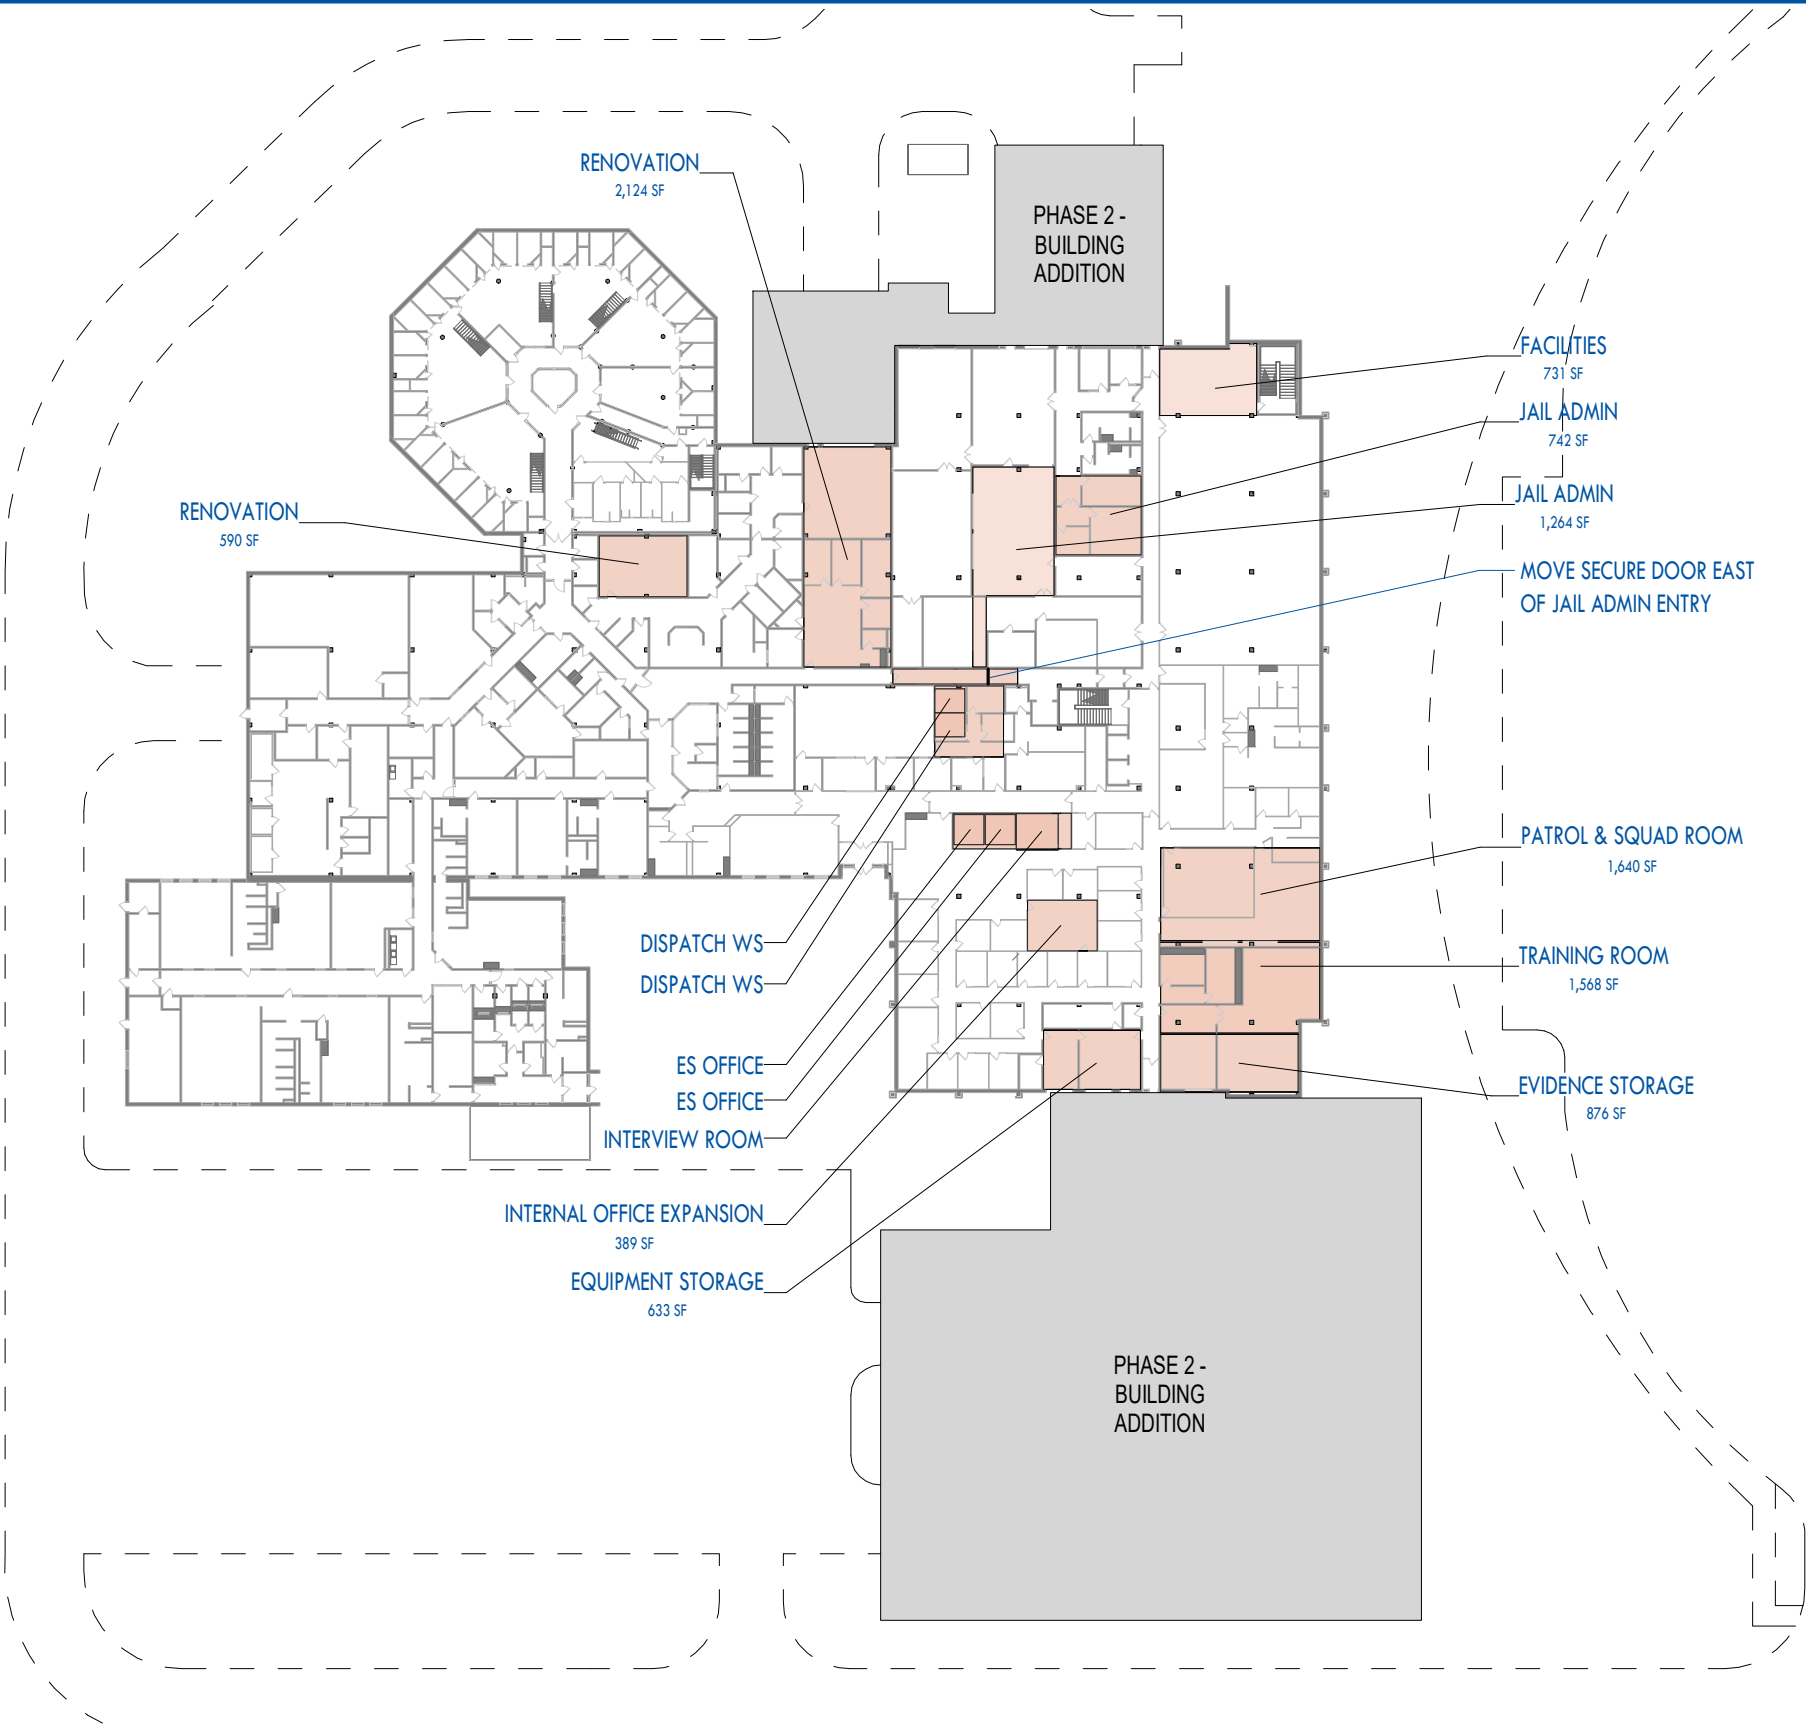 RENOVATION
2,124 SF
PHASE 2 -
BUILDING
ADDITION
FACILITIES
731 SF
JAIL ADMIN
742 SF
JAIL ADMIN
1,264 SF
RENOVATION
590 SF
MOVE SECURE DOOR EAST
OF JAIL ADMIN ENTRY
PATROL & SQUAD ROOM
1,640 SF
DISPATCH WS
DISPATCH WS
TRAINING ROOM
1,568 SF
ES OFFICE
ES OFFICE
INTERVIEW ROOM
EVIDENCE STORAGE
876 SF
INTERNAL OFFICE EXPANSION
389 SF
EQUIPMENT STORAGE
633 SF
PHASE 2 -
BUILDING
ADDITION